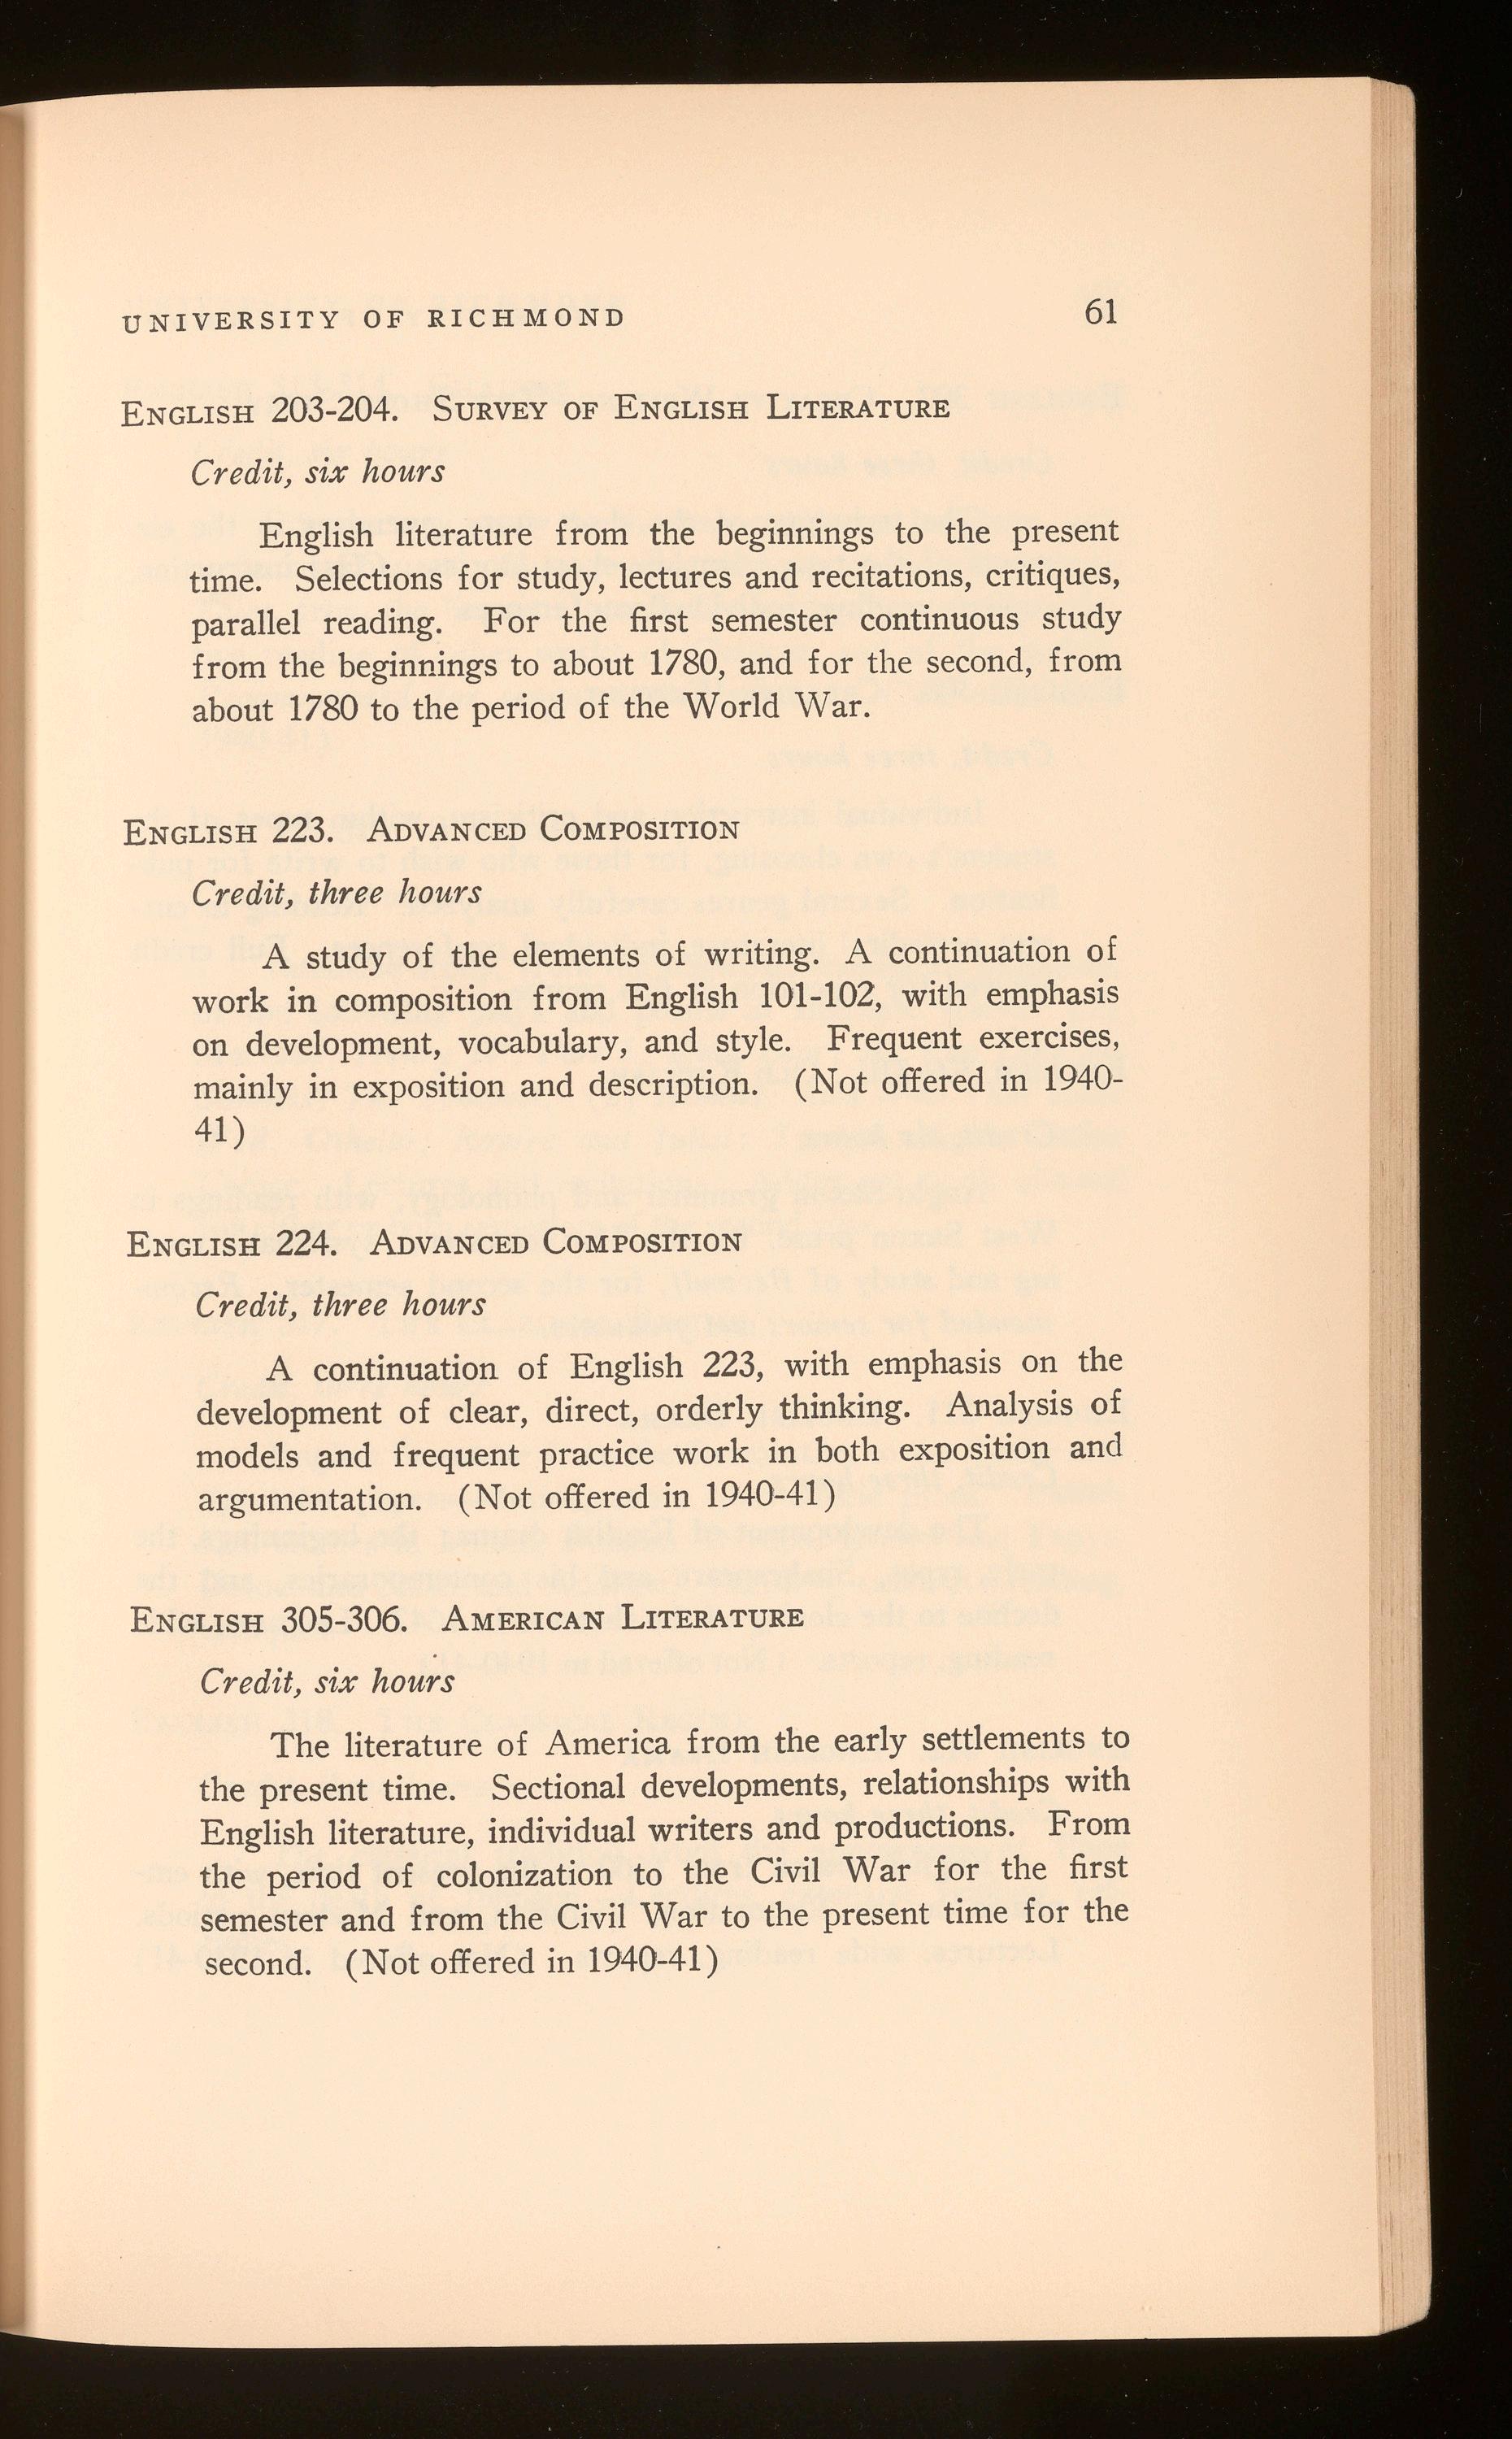 UNIVERSITY OF RICHMOND 61
ENGLISH 203-204. SURVEY OF ENGLISH LITERATURE
Credit, six hours
English literature from the beginnings to the present
time. Selections for study, lectures and recitations, critiques,
parallel reading. For the first semester continuous study
from the beginnings to about 1780, and for the second, from
about 1780 to the period of the World War.
ENGLISH 223. ADVANCED COMPOSITION
Credit, three hours
A study of the elements of writing. A continuation of
work in composition from English 101-102, with emphasis
on development, vocabulary, and style. Frequent exercises,
mainly in exposition and description. (Not offered in 1940-
41)
ENGLISH 224. ADVANCED COMPOSITION
Credit, three hours
A continuation of English 223, with emphasis on the
development of clear, direct, orderly thinking. Analysis of
models and frequent practice work in both exposition and
argumentation. (Not offered in 1940-41)
ENGLISH 305-306. AMERICAN LITERATURE
Credit, six hours
The literature of America from the early settlements to
the present time. Sectional developments, relationships with
English literature, individual writers and productions. From
the period of colonization to the Civil War for the first
semester and from the Civil War to the present time for the
second. (Not offered in 1940-41)